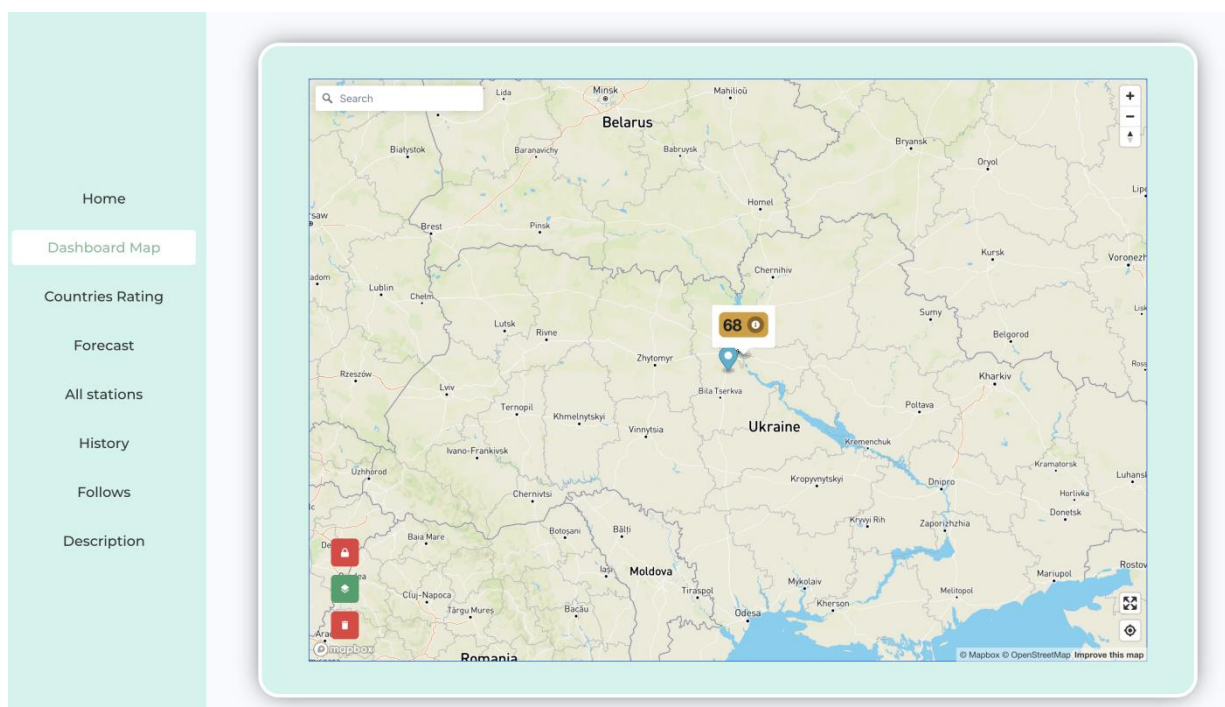 Home
Dashboard Map
Countries Rating
Forecast
All stations
History
Follows
Description
Search
Lida
Minsk
Mahilioŭ
Belarus
Białystok
Baranavichy
Babruysk
Bryansk
Oryol
Homel
Brest
Pinsk
Kursk
Voronezh
Chernihiv
Lublin
Chełm
Sumy
Lutsk
Rivne
68
Belgorod
Zhytomyr
Rzeszów
Lviv
Bila Tserkva
Kharkiv
Poltava
Ternopil
Khmelnytskyi
Vinnytsia
Ukraine
Kremenchuk
Ivano-Frankivsk
Uzhhorod
Kramatorsk
Luhansk
Kropyvnytskyi
Dnipro
Chernivtsi
Horlivka
Donetsk
Kryvyi Rih
Zaporizhzhia
Baia Mare
Botoșani
Bălți
Iași
Moldova
Mariupol
Rostov
Cluj-Napoca
Tiraspol
Mykolaiv
Melitopol
Târgu Mureș
Bacău
Odesa
Kherson
mapbox
Romania
© Mapbox © OpenStreetMap Improve this map